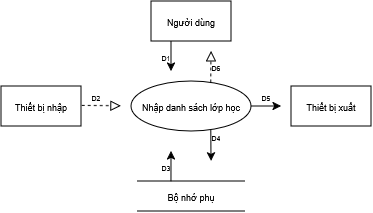 Người dùng
D1
D6
Thiết bị nhập
D2
Nhập danh sách lớp học
D5
Thiết bị xuất
D4
D3
Bộ nhớ phụ